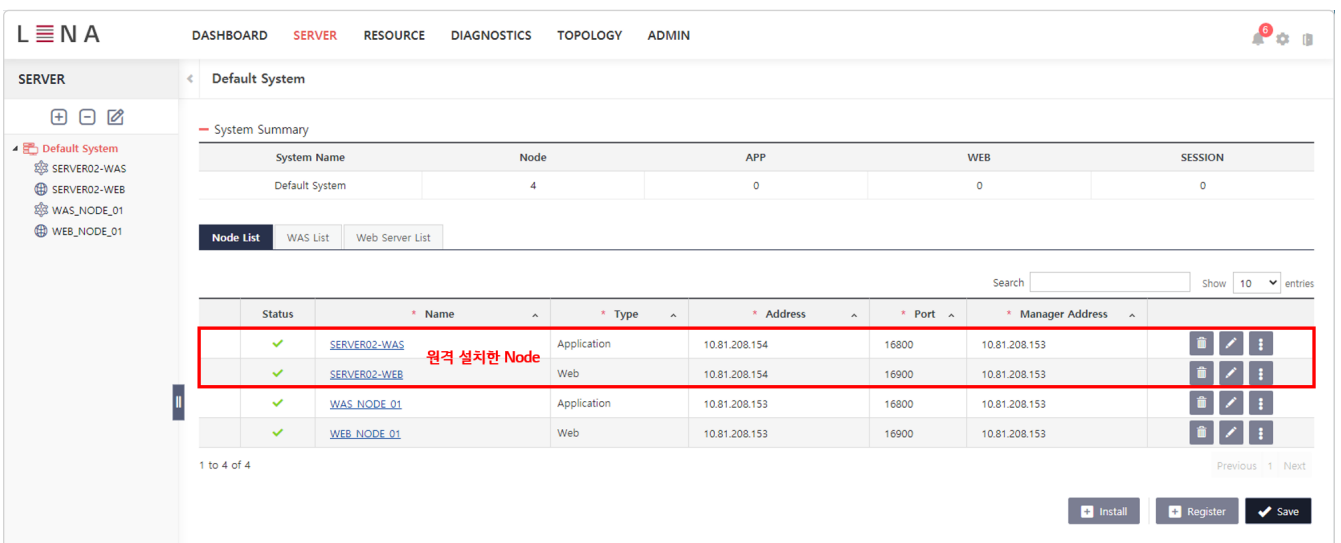 LENA DASHBOARD SERVER RESOURCE DIAGNOSTICS TOPOLOGY ADMIN 6
SERVER
Default System
SERVER02-WAS
SERVER02-WEB
WAS_NODE_01
WEB_NODE_01
Default System
System Summary
System Name Node APP WEB SESSION
Default System 4 0 0 0
Node List WAS List Web Server List
Search Show 10 entries
Status * Name * Type * Address * Port * Manager Address
SERVER02-WAS Application 10.81.208.154 16800 10.81.208.153
원격 설치한 Node
SERVER02-WEB Web 10.81.208.154 16900 10.81.208.153
WAS_NODE_01 Application 10.81.208.153 16800 10.81.208.153
WEB_NODE_01 Web 10.81.208.153 16900 10.81.208.153
1 to 4 of 4 Previous 1 Next
Install Register Save